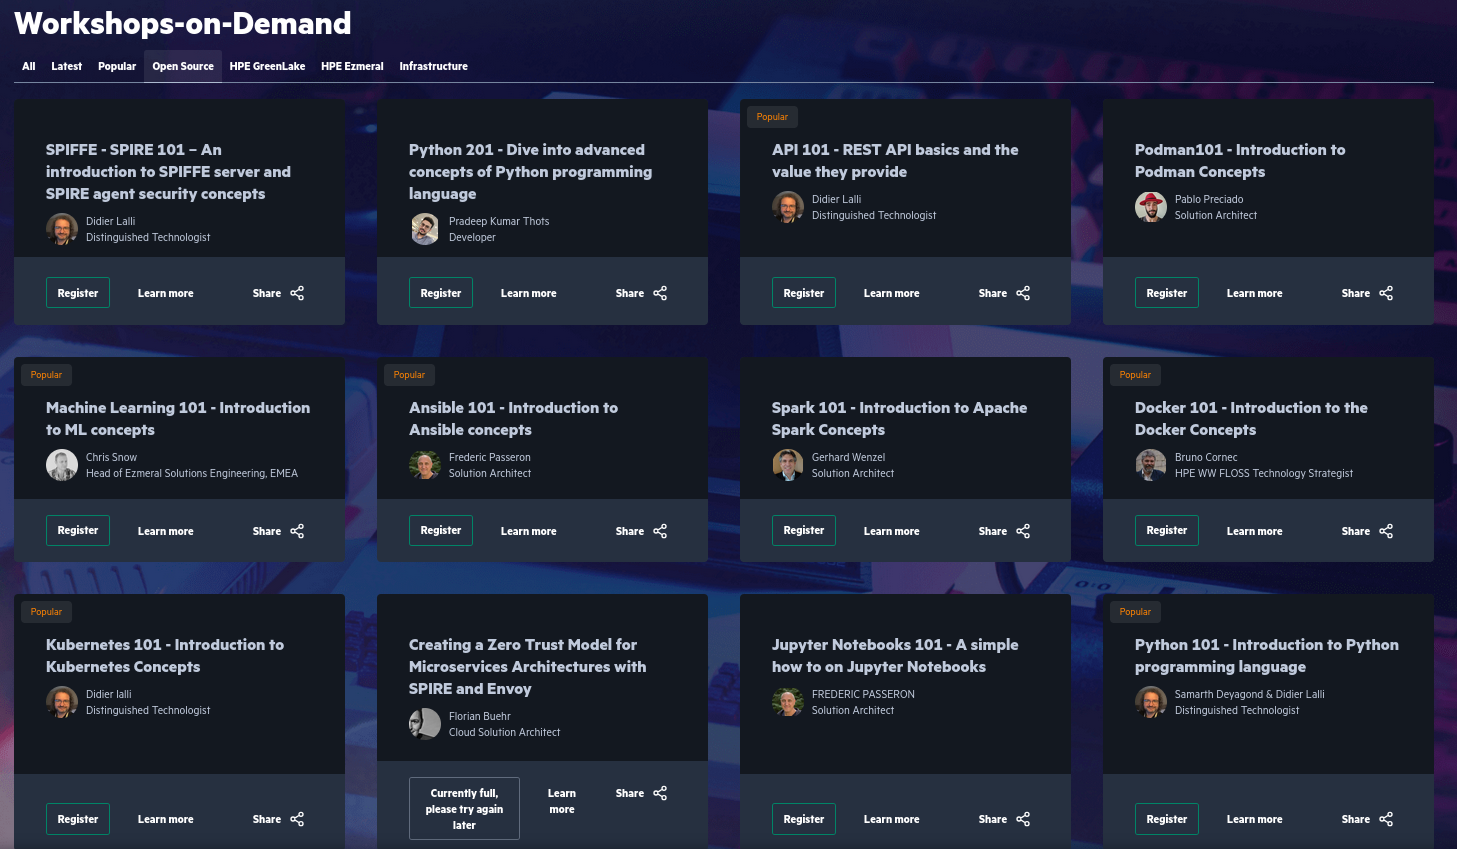 Workshops-on-Demand
All Latest Popular Open Source HPE GreenLake HPE Ezmeral Infrastructure
SPIFFE - SPIRE 101 – An
introduction to SPIFFE server and
SPIRE agent security concepts
Didier Lalli
Distinguished Technologist
Register Learn more Share
Python 201 - Dive into advanced
concepts of Python programming
language
Pradeep Kumar Thots
Developer
Register Learn more Share
Popular
API 101 - REST API basics and the
value they provide
Didier Lalli
Distinguished Technologist
Register Learn more Share
Podman101 - Introduction to
Podman Concepts
Pablo Preciado
Solution Architect
Register Learn more Share
Popular
Machine Learning 101 - Introduction
to ML concepts
Chris Snow
Head of Ezmeral Solutions Engineering, EMEA
Register Learn more Share
Popular
Ansible 101 - Introduction to
Ansible concepts
Frederic Passeron
Solution Architect
Register Learn more Share
Spark 101 - Introduction to Apache
Spark Concepts
Gerhard Wenzel
Solution Architect
Register Learn more Share
Popular
Docker 101 - Introduction to the
Docker Concepts
Bruno Cornec
HPE WW FLOSS Technology Strategist
Register Learn more Share
Popular
Kubernetes 101 - Introduction to
Kubernetes Concepts
Didier lalli
Distinguished Technologist
Register Learn more Share
Creating a Zero Trust Model for
Microservices Architectures with
SPIRE and Envoy
Florian Buehr
Cloud Solution Architect
Currently full,
please try again
later
Learn
more
Share
Jupyter Notebooks 101 - A simple
how to on Jupyter Notebooks
FREDERIC PASSERON
Solution Architect
Register Learn more Share
Popular
Python 101 - Introduction to Python
programming language
Samarth Deyagond & Didier Lalli
Distinguished Technologist
Register Learn more Share